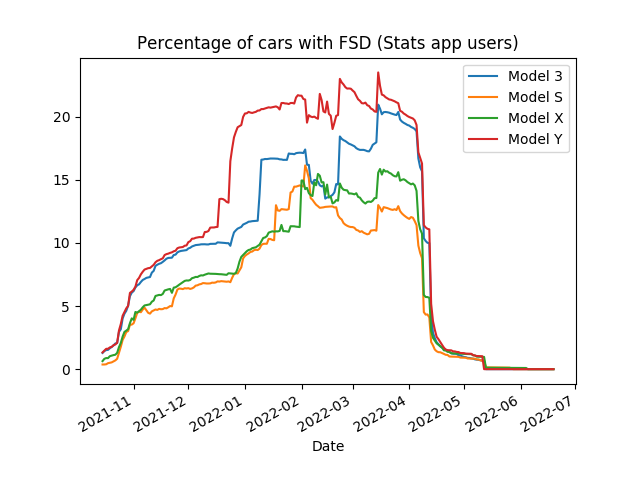 Percentage of cars with FSD (Stats app users)
Model 3
Model S
Model X
Model Y
20
15
10
5
0
2021-11
2021-12
2022-01
2022-02
2022-03
2022-04
2022-05
2022-06
2022-07
Date